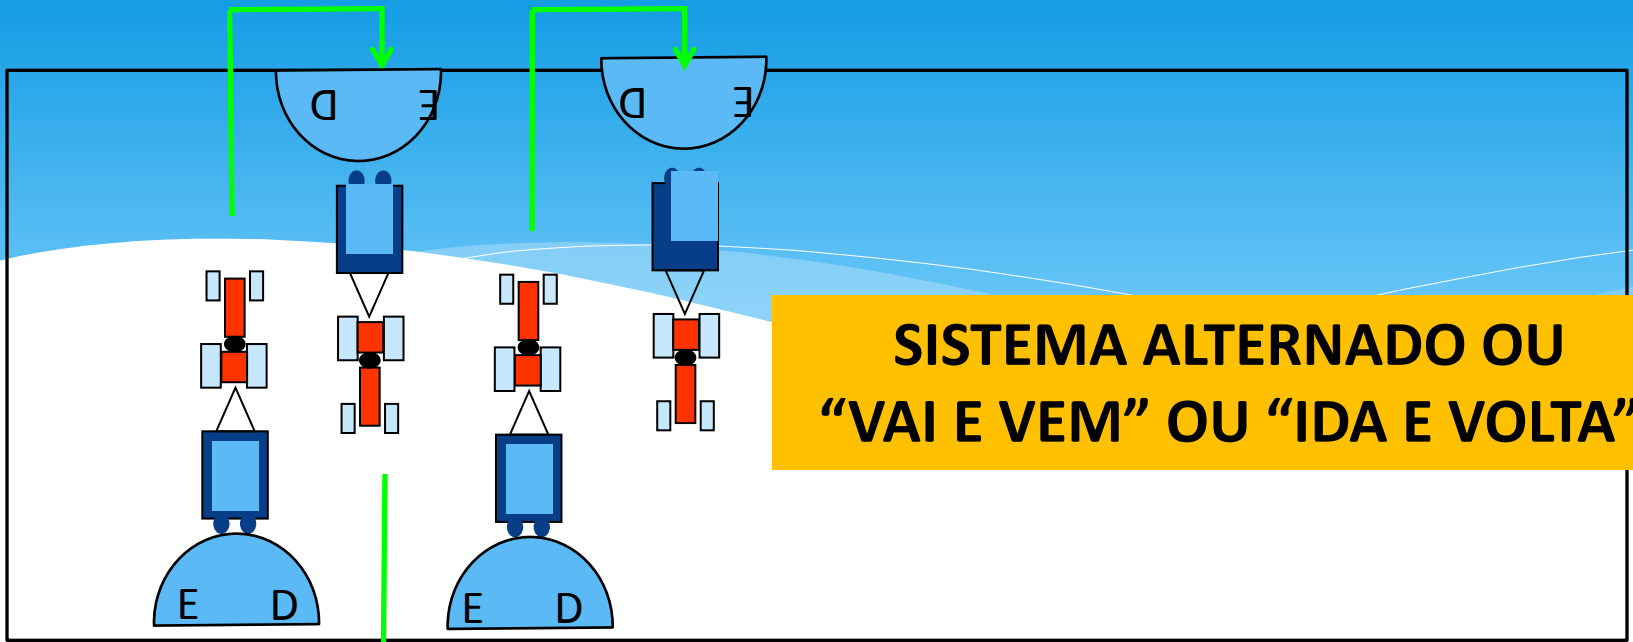 D E D E
SISTEMA ALTERNADO OU
“VAI E VEM” OU “IDA E VOLTA”
E D E D